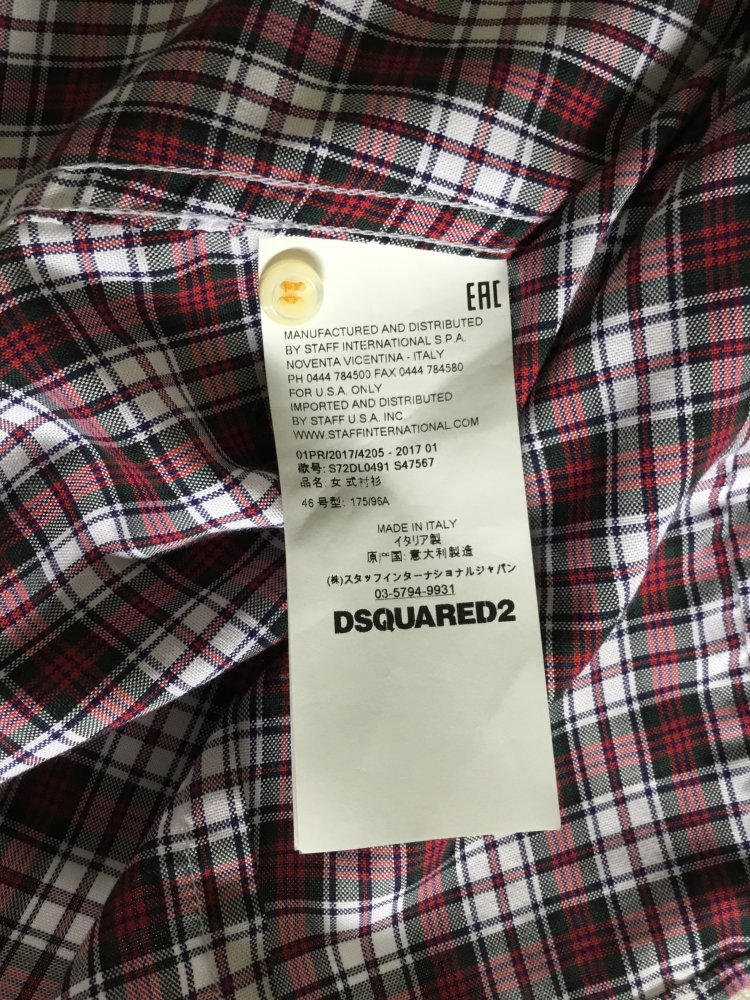 EAC
MANUFACTURED AND DISTRIBUTED
BY STAFF INTERNATIONAL S.P.A.
NOVENTA VICENTINA - ITALY
PH 0444 784500 FAX 0444 784580
FOR U.S.A. ONLY
IMPORTED AND DISTRIBUTED
BY STAFF U.S.A. INC.
WWW.STAFFINTERNATIONAL.COM
01PR/2017/4205 - 2017 01
款号: S72DL0491 S47567
品名: 女式衬衫
46 号型: 175/96A
MADE IN ITALY
イタリア製
原产国: 意大利製造
(株)スタッフインターナショナルジャパン
03-5794-9931
DSQUARED2